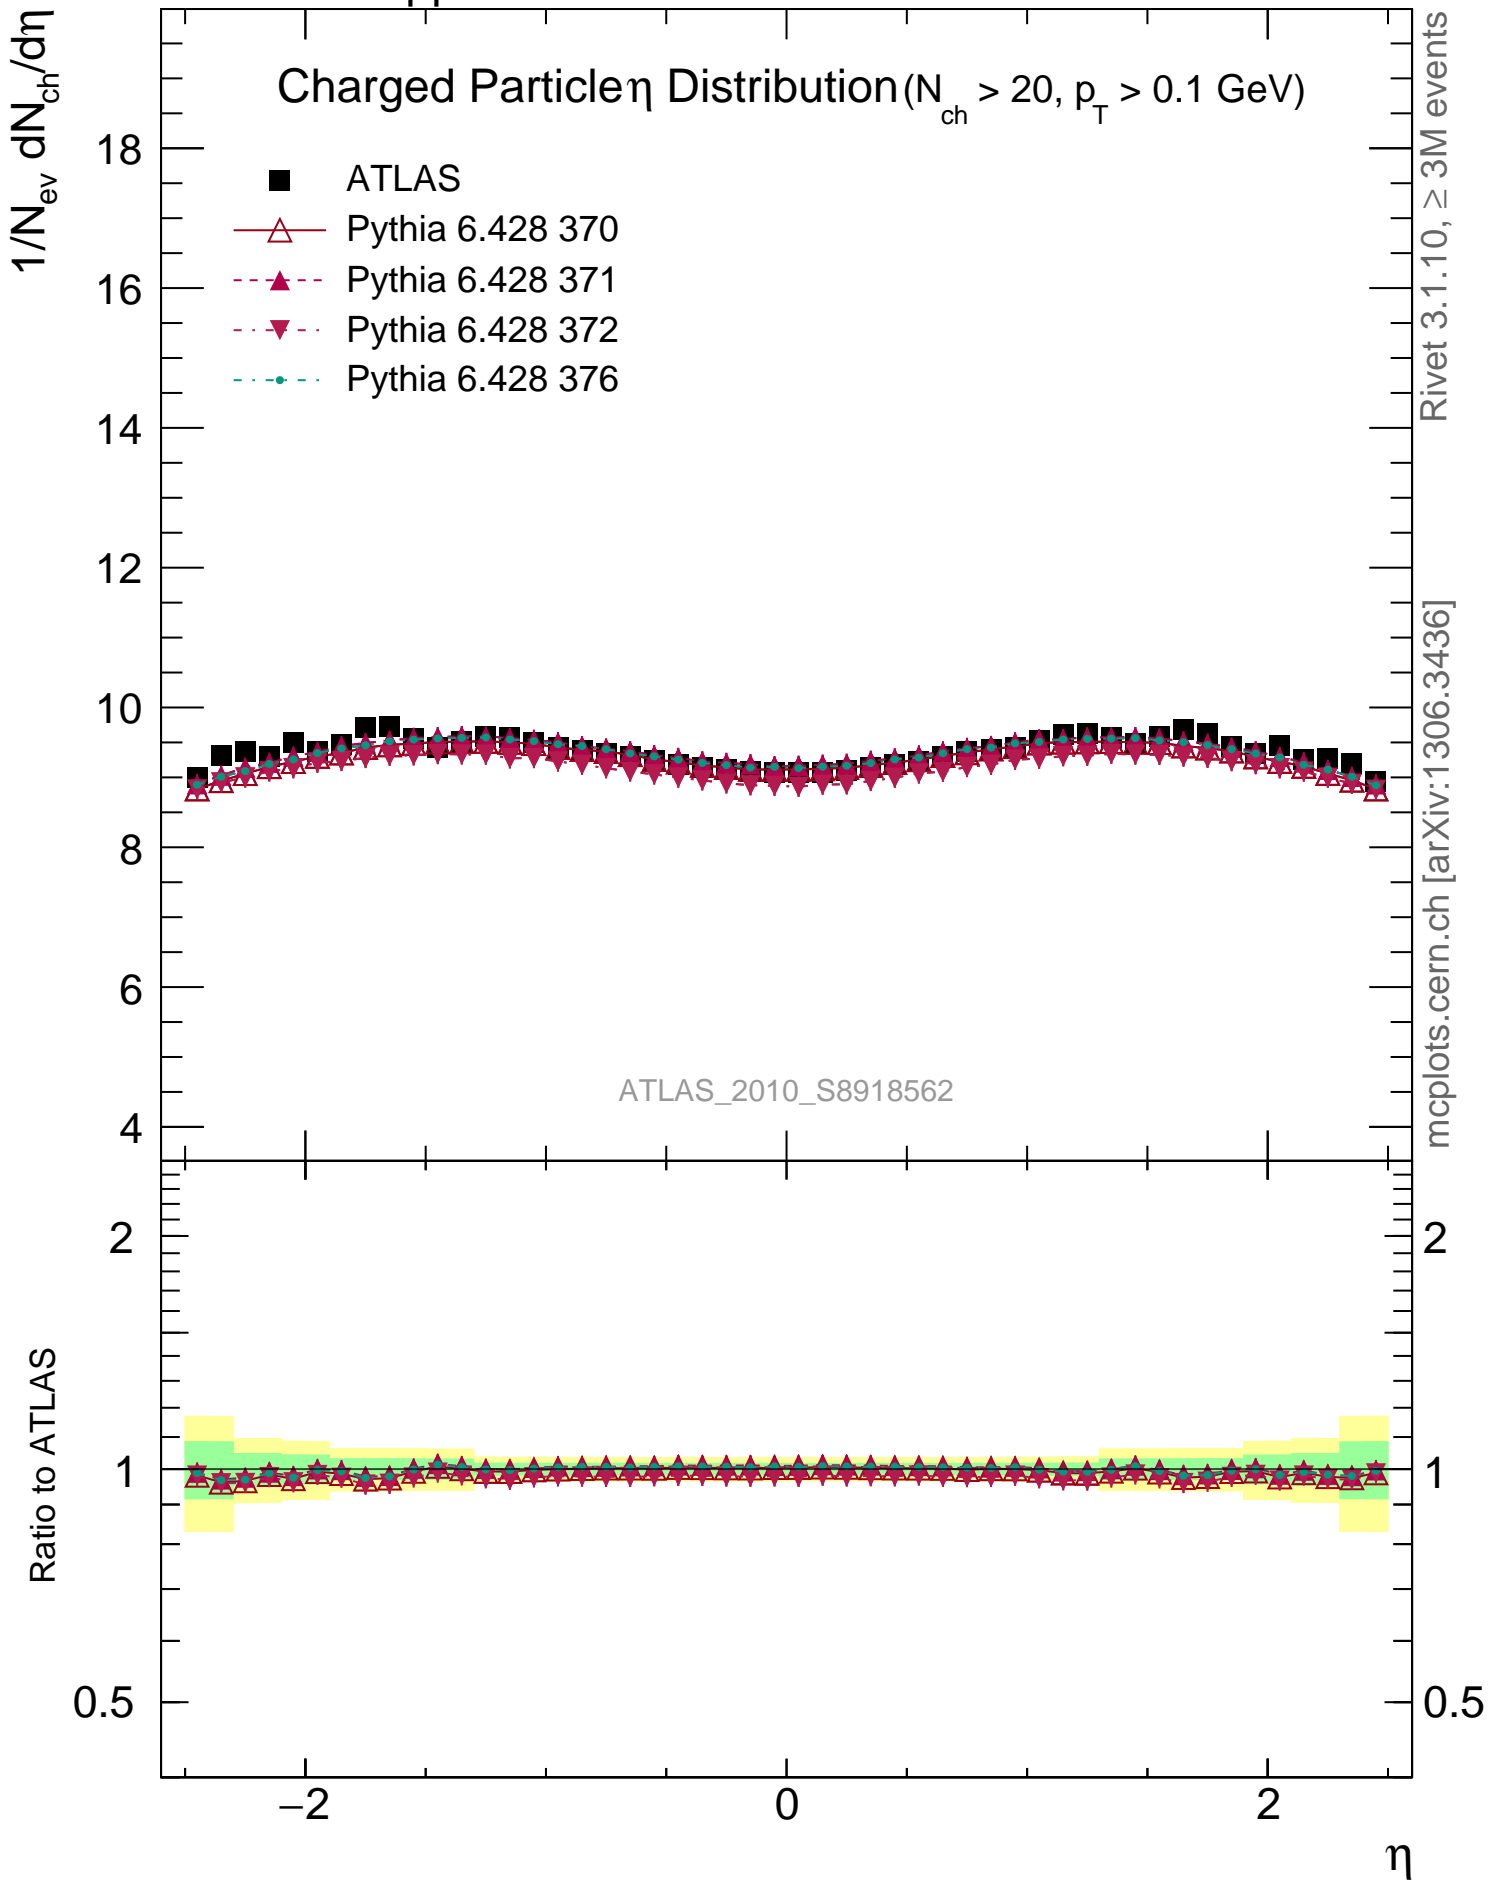 pp
1/N_ev dN_ch/dη
Charged Particle η Distribution (N_ch > 20, p_T > 0.1 GeV)
ATLAS
Pythia 6.428 370
Pythia 6.428 371
Pythia 6.428 372
Pythia 6.428 376
18
16
14
12
10
8
6
4
ATLAS_2010_S8918562
Rivet 3.1.10, ≥ 3M events
mcplots.cern.ch [arXiv:1306.3436]
Ratio to ATLAS
2
1
0.5
2
1
0.5
−2
0
2
η